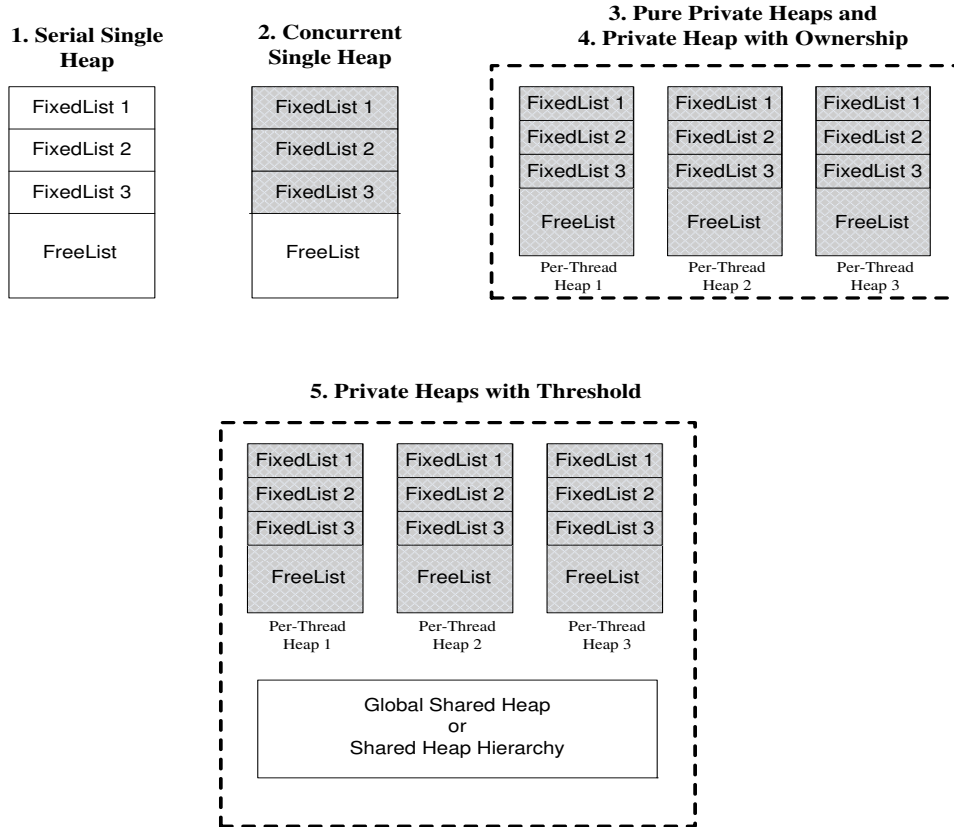 1. Serial Single
Heap
FixedList 1
FixedList 2
FixedList 3
FreeList
2. Concurrent
Single Heap
FixedList 1
FixedList 2
FixedList 3
FreeList
3. Pure Private Heaps and
4. Private Heap with Ownership
FixedList 1
FixedList 2
FixedList 3
FreeList
Per-Thread
Heap 1
FixedList 1
FixedList 2
FixedList 3
FreeList
Per-Thread
Heap 2
FixedList 1
FixedList 2
FixedList 3
FreeList
Per-Thread
Heap 3
5. Private Heaps with Threshold
FixedList 1
FixedList 2
FixedList 3
FreeList
Per-Thread
Heap 1
FixedList 1
FixedList 2
FixedList 3
FreeList
Per-Thread
Heap 2
FixedList 1
FixedList 2
FixedList 3
FreeList
Per-Thread
Heap 3
Global Shared Heap
or
Shared Heap Hierarchy